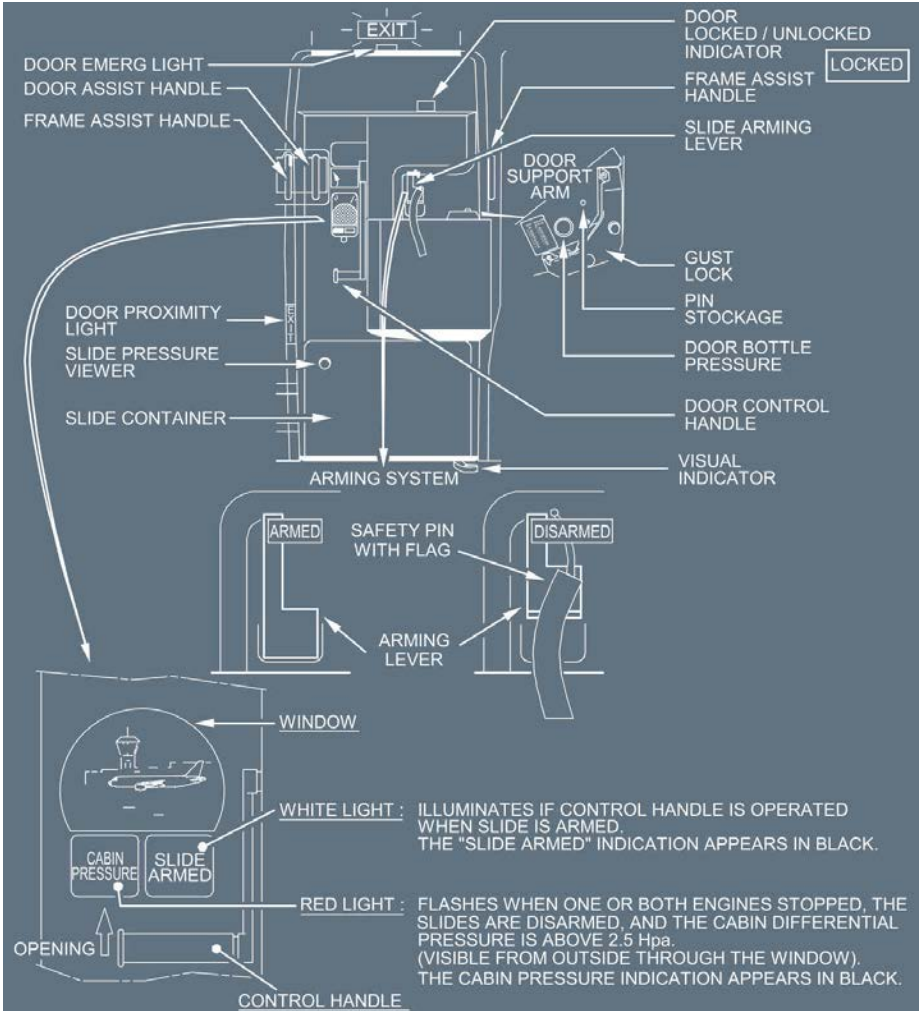 EXIT
DOOR
LOCKED / UNLOCKED
INDICATOR
LOCKED
DOOR EMERG LIGHT
DOOR ASSIST HANDLE
FRAME ASSIST HANDLE
FRAME ASSIST
HANDLE
SLIDE ARMING
LEVER
DOOR
SUPPORT
ARM
GUST
LOCK
PIN
STOCKAGE
DOOR PROXIMITY
LIGHT
EXIT
SLIDE PRESSURE
VIEWER
DOOR BOTTLE
PRESSURE
SLIDE CONTAINER
DOOR CONTROL
HANDLE
ARMING SYSTEM
VISUAL
INDICATOR
ARMED
SAFETY PIN
WITH FLAG
DISARMED
ARMING
LEVER
WINDOW
WHITE LIGHT : ILLUMINATES IF CONTROL HANDLE IS OPERATED
WHEN SLIDE IS ARMED.
THE "SLIDE ARMED" INDICATION APPEARS IN BLACK.
CABIN
PRESSURE
SLIDE
ARMED
RED LIGHT : FLASHES WHEN ONE OR BOTH ENGINES STOPPED, THE
SLIDES ARE DISARMED, AND THE CABIN DIFFERENTIAL
PRESSURE IS ABOVE 2.5 Hpa.
(VISIBLE FROM OUTSIDE THROUGH THE WINDOW).
THE CABIN PRESSURE INDICATION APPEARS IN BLACK.
OPENING
CONTROL HANDLE